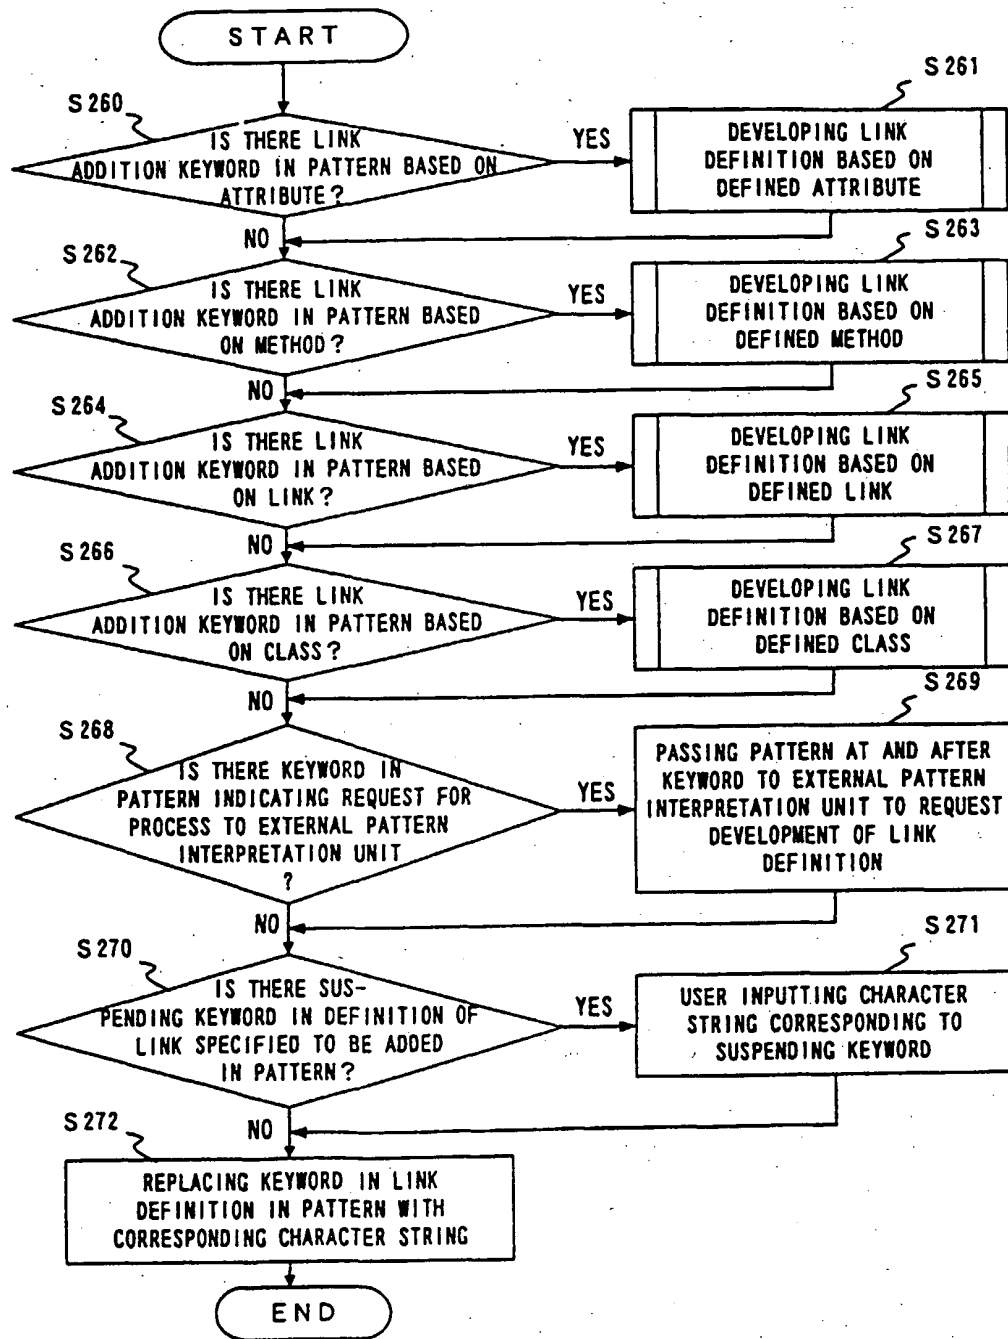 START
S 260
IS THERE LINK
ADDITION KEYWORD IN PATTERN BASED ON
ATTRIBUTE?
YES
S 261
DEVELOPING LINK
DEFINITION BASED ON
DEFINED ATTRIBUTE
NO
S 262
IS THERE LINK
ADDITION KEYWORD IN PATTERN BASED
ON METHOD?
YES
S 263
DEVELOPING LINK
DEFINITION BASED ON
DEFINED METHOD
NO
S 264
IS THERE LINK
ADDITION KEYWORD IN PATTERN BASED
ON LINK?
YES
S 265
DEVELOPING LINK
DEFINITION BASED ON
DEFINED LINK
NO
S 266
IS THERE LINK
ADDITION KEYWORD IN PATTERN BASED
ON CLASS?
YES
S 267
DEVELOPING LINK
DEFINITION BASED ON
DEFINED CLASS
NO
S 268
IS THERE KEYWORD IN
PATTERN INDICATING REQUEST FOR
PROCESS TO EXTERNAL PATTERN
INTERPRETATION UNIT
?
YES
S 269
PASSING PATTERN AT AND AFTER
KEYWORD TO EXTERNAL PATTERN
INTERPRETATION UNIT TO REQUEST
DEVELOPMENT OF LINK
DEFINITION
NO
S 270
IS THERE SUS-
PENDING KEYWORD IN DEFINITION OF
LINK SPECIFIED TO BE ADDED
IN PATTERN?
YES
S 271
USER INPUTTING CHARACTER
STRING CORRESPONDING TO
SUSPENDING KEYWORD
NO
S 272
REPLACING KEYWORD IN LINK
DEFINITION IN PATTERN WITH
CORRESPONDING CHARACTER STRING
END